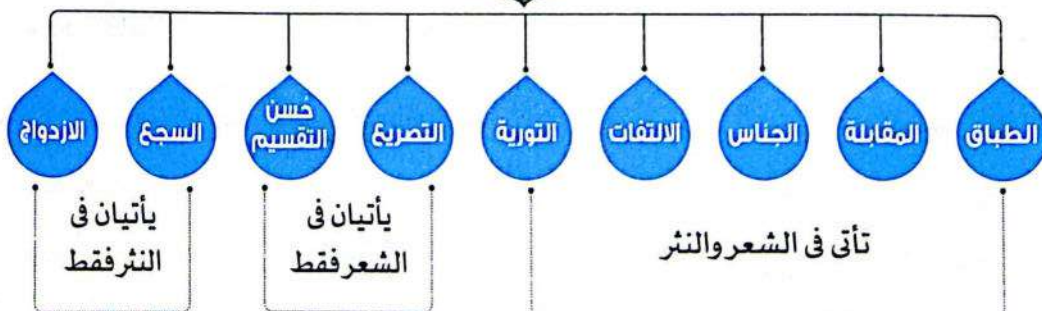 الطباق
المقابلة
الجناس
الالتفات
التورية
التصريع
حُسن
التقسيم
السجع
الازدواج
تأتى فى الشعر والنثر
يأتيان فى
الشعر فقط
يأتيان فى
النثر فقط